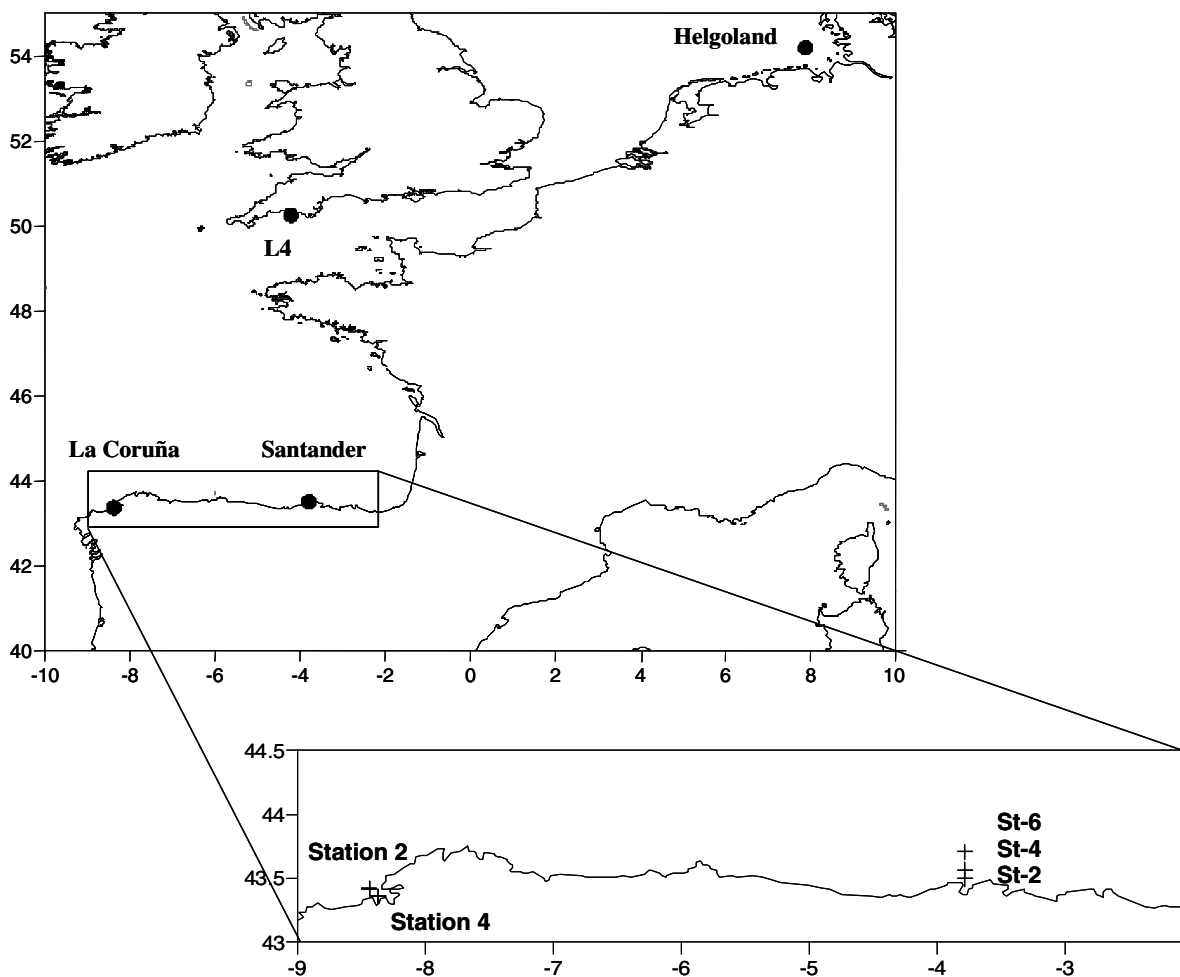 54
Helgoland
52
50
L4
48
46
La Coruña Santander
44
42
40
-10 -8 -6 -4 -2 0 2 4 6 8 10
44.5
44
St-6
Station 2 St-4
43.5 St-2
Station 4
43
-9 -8 -7 -6 -5 -4 -3